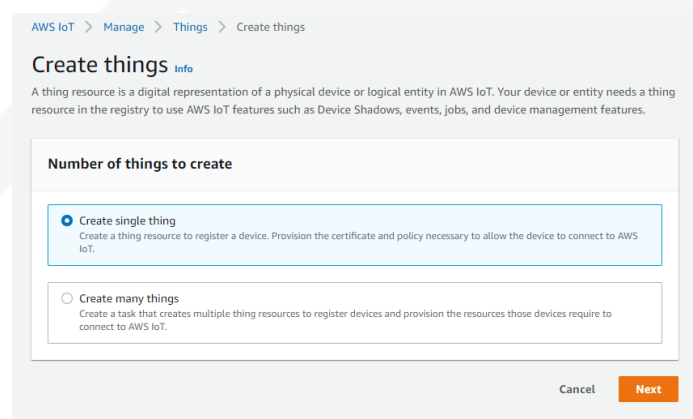 AWS IoT > Manage > Things > Create things
Create things Info
A thing resource is a digital representation of a physical device or logical entity in AWS IoT. Your device or entity needs a thing
resource in the registry to use AWS IoT features such as Device Shadows, events, jobs, and device management features.
Number of things to create
Create single thing
Create a thing resource to register a device. Provision the certificate and policy necessary to allow the device to connect to AWS
IoT.
Create many things
Create a task that creates multiple thing resources to register devices and provision the resources those devices require to
connect to AWS IoT.
Cancel Next